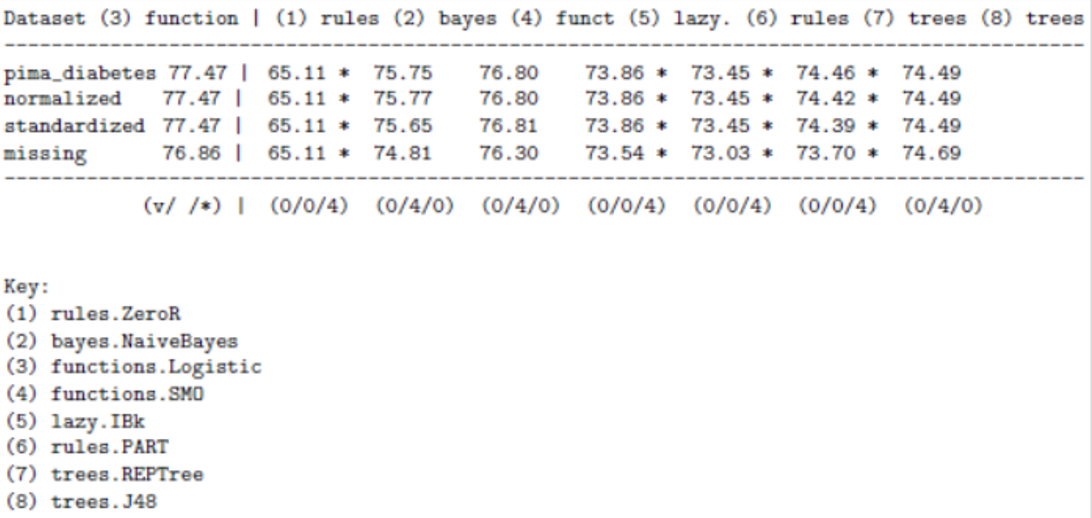 Dataset (3) function | (1) rules (2) bayes (4) funct (5) lazy. (6) rules (7) trees (8) trees
--------------------------------------------------------------------------------------------
pima_diabetes 77.47 | 65.11 * 75.75 76.80 73.86 * 73.45 * 74.46 * 74.49
normalized 77.47 | 65.11 * 75.77 76.80 73.86 * 73.45 * 74.42 * 74.49
standardized 77.47 | 65.11 * 75.65 76.81 73.86 * 73.45 * 74.39 * 74.49
missing 76.86 | 65.11 * 74.81 76.30 73.54 * 73.03 * 73.70 * 74.69
--------------------------------------------------------------------------------------------
(v/ /*) | (0/0/4) (0/4/0) (0/4/0) (0/0/4) (0/0/4) (0/0/4) (0/4/0)
Key:
(1) rules.ZeroR
(2) bayes.NaiveBayes
(3) functions.Logistic
(4) functions.SMO
(5) lazy.IBk
(6) rules.PART
(7) trees.REPTree
(8) trees.J48